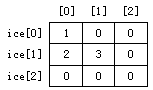 [0] [1] [2]
ice[0] 1 0 0
ice[1] 2 3 0
ice[2] 0 0 0